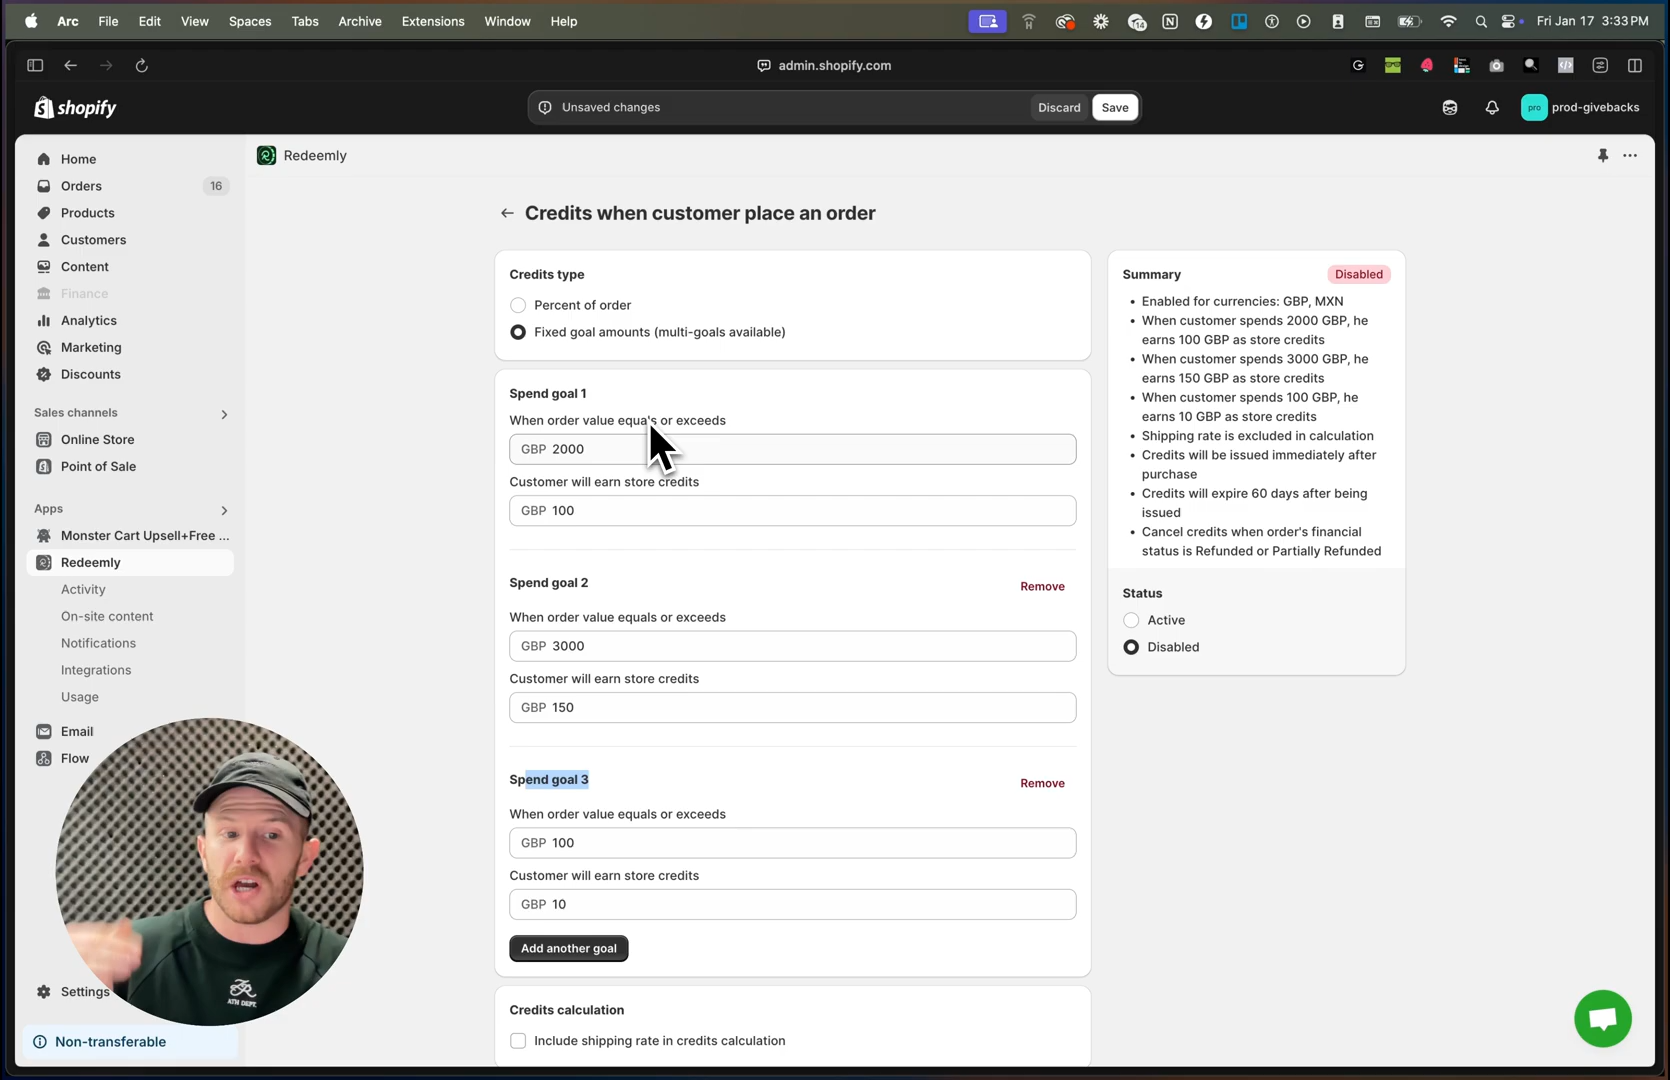 Arc File Edit View Spaces Tabs Archive Extensions Window Help
14
Fri Jan 17 3:33 PM
admin.shopify.com
shopify
Unsaved changes
Discard
Save
pro
prod-givebacks
Home
Orders
16
Products
Customers
Content
Finance
Analytics
Marketing
Discounts
Sales channels
Online Store
Point of Sale
Apps
Monster Cart Upsell+Free ...
Redeemly
Activity
On-site content
Notifications
Integrations
Usage
Email
Flow
Settings
Non-transferable
Redeemly
Credits when customer place an order
Credits type
Percent of order
Fixed goal amounts (multi-goals available)
Spend goal 1
When order value equals or exceeds
GBP 2000
Customer will earn store credits
GBP 100
Spend goal 2
Remove
When order value equals or exceeds
GBP 3000
Customer will earn store credits
GBP 150
Spend goal 3
Remove
When order value equals or exceeds
GBP 100
Customer will earn store credits
GBP 10
Add another goal
Credits calculation
Include shipping rate in credits calculation
Summary
Disabled
• Enabled for currencies: GBP, MXN
• When customer spends 2000 GBP, he
earns 100 GBP as store credits
• When customer spends 3000 GBP, he
earns 150 GBP as store credits
• When customer spends 100 GBP, he
earns 10 GBP as store credits
• Shipping rate is excluded in calculation
• Credits will be issued immediately after
purchase
• Credits will expire 60 days after being
issued
• Cancel credits when order's financial
status is Refunded or Partially Refunded
Status
Active
Disabled
ATH DEPT.